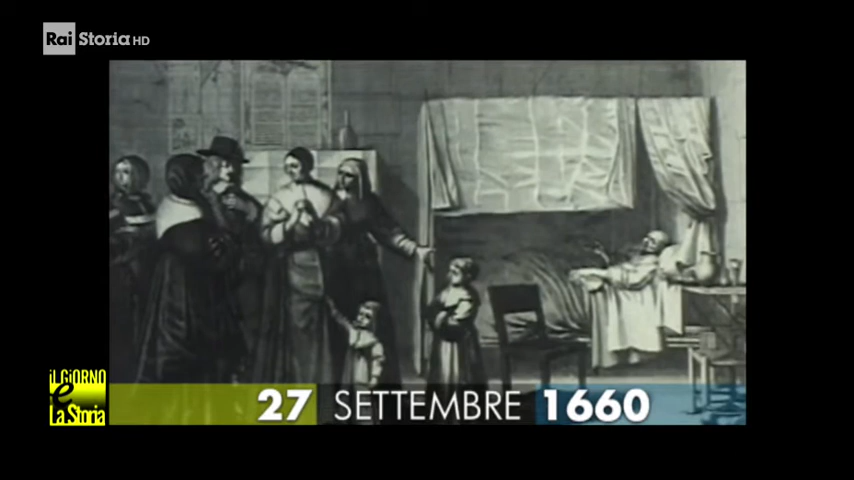 Rai Storia HD
iL GiORNO
è
La Storia
27 SETTEMBRE 1660